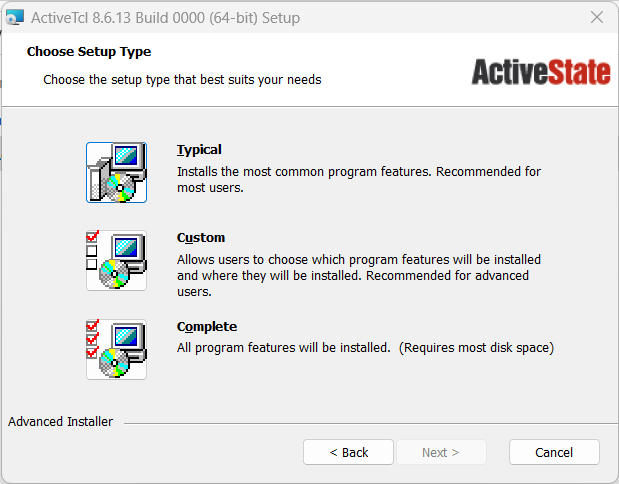 ActiveTcl 8.6.13 Build 0000 (64-bit) Setup
Choose Setup Type
Choose the setup type that best suits your needs
ActiveState
Typical
Installs the most common program features. Recommended for
most users.
Custom
Allows users to choose which program features will be installed
and where they will be installed. Recommended for advanced
users.
Complete
All program features will be installed.  (Requires most disk space)
Advanced Installer
< Back
Next >
Cancel